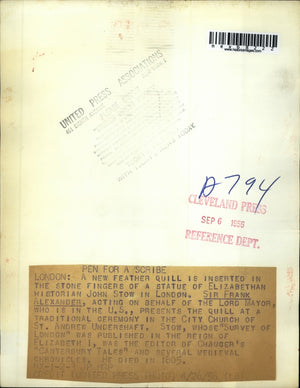 UNITED PRESS ASSOCIATIONS
A794
CLEVELAND PRESS
SEP 6 1956
REFERENCE DEPT.
PEN FOR A SCRIBE
LONDON: A NEW FEATHER QUILL IS INSERTED IN
THE STONE FINGERS OF A STATUE OF ELIZABETHAN
HISTORIAN JOHN STOW IN LONDON. SIR FRANK
ALEXANDER, ACTING ON BEHALF OF THE LORD MAYOR,
WHO IS IN THE U.S., PRESENTS THE QUILL AT A
TRADITIONAL CEREMONY IN THE CITY CHURCH OF
ST. ANDREW UNDERSHAFT. STOW, WHOSE "SURVEY OF
LONDON" WAS PUBLISHED IN THE REIGN OF
ELIZABETH I, WAS THE EDITOR OF CHAUCER'S
"CANTERBURY TALES" AND SEVERAL MEDIEVAL
CHRONICLES. HE DIED IN 1605.